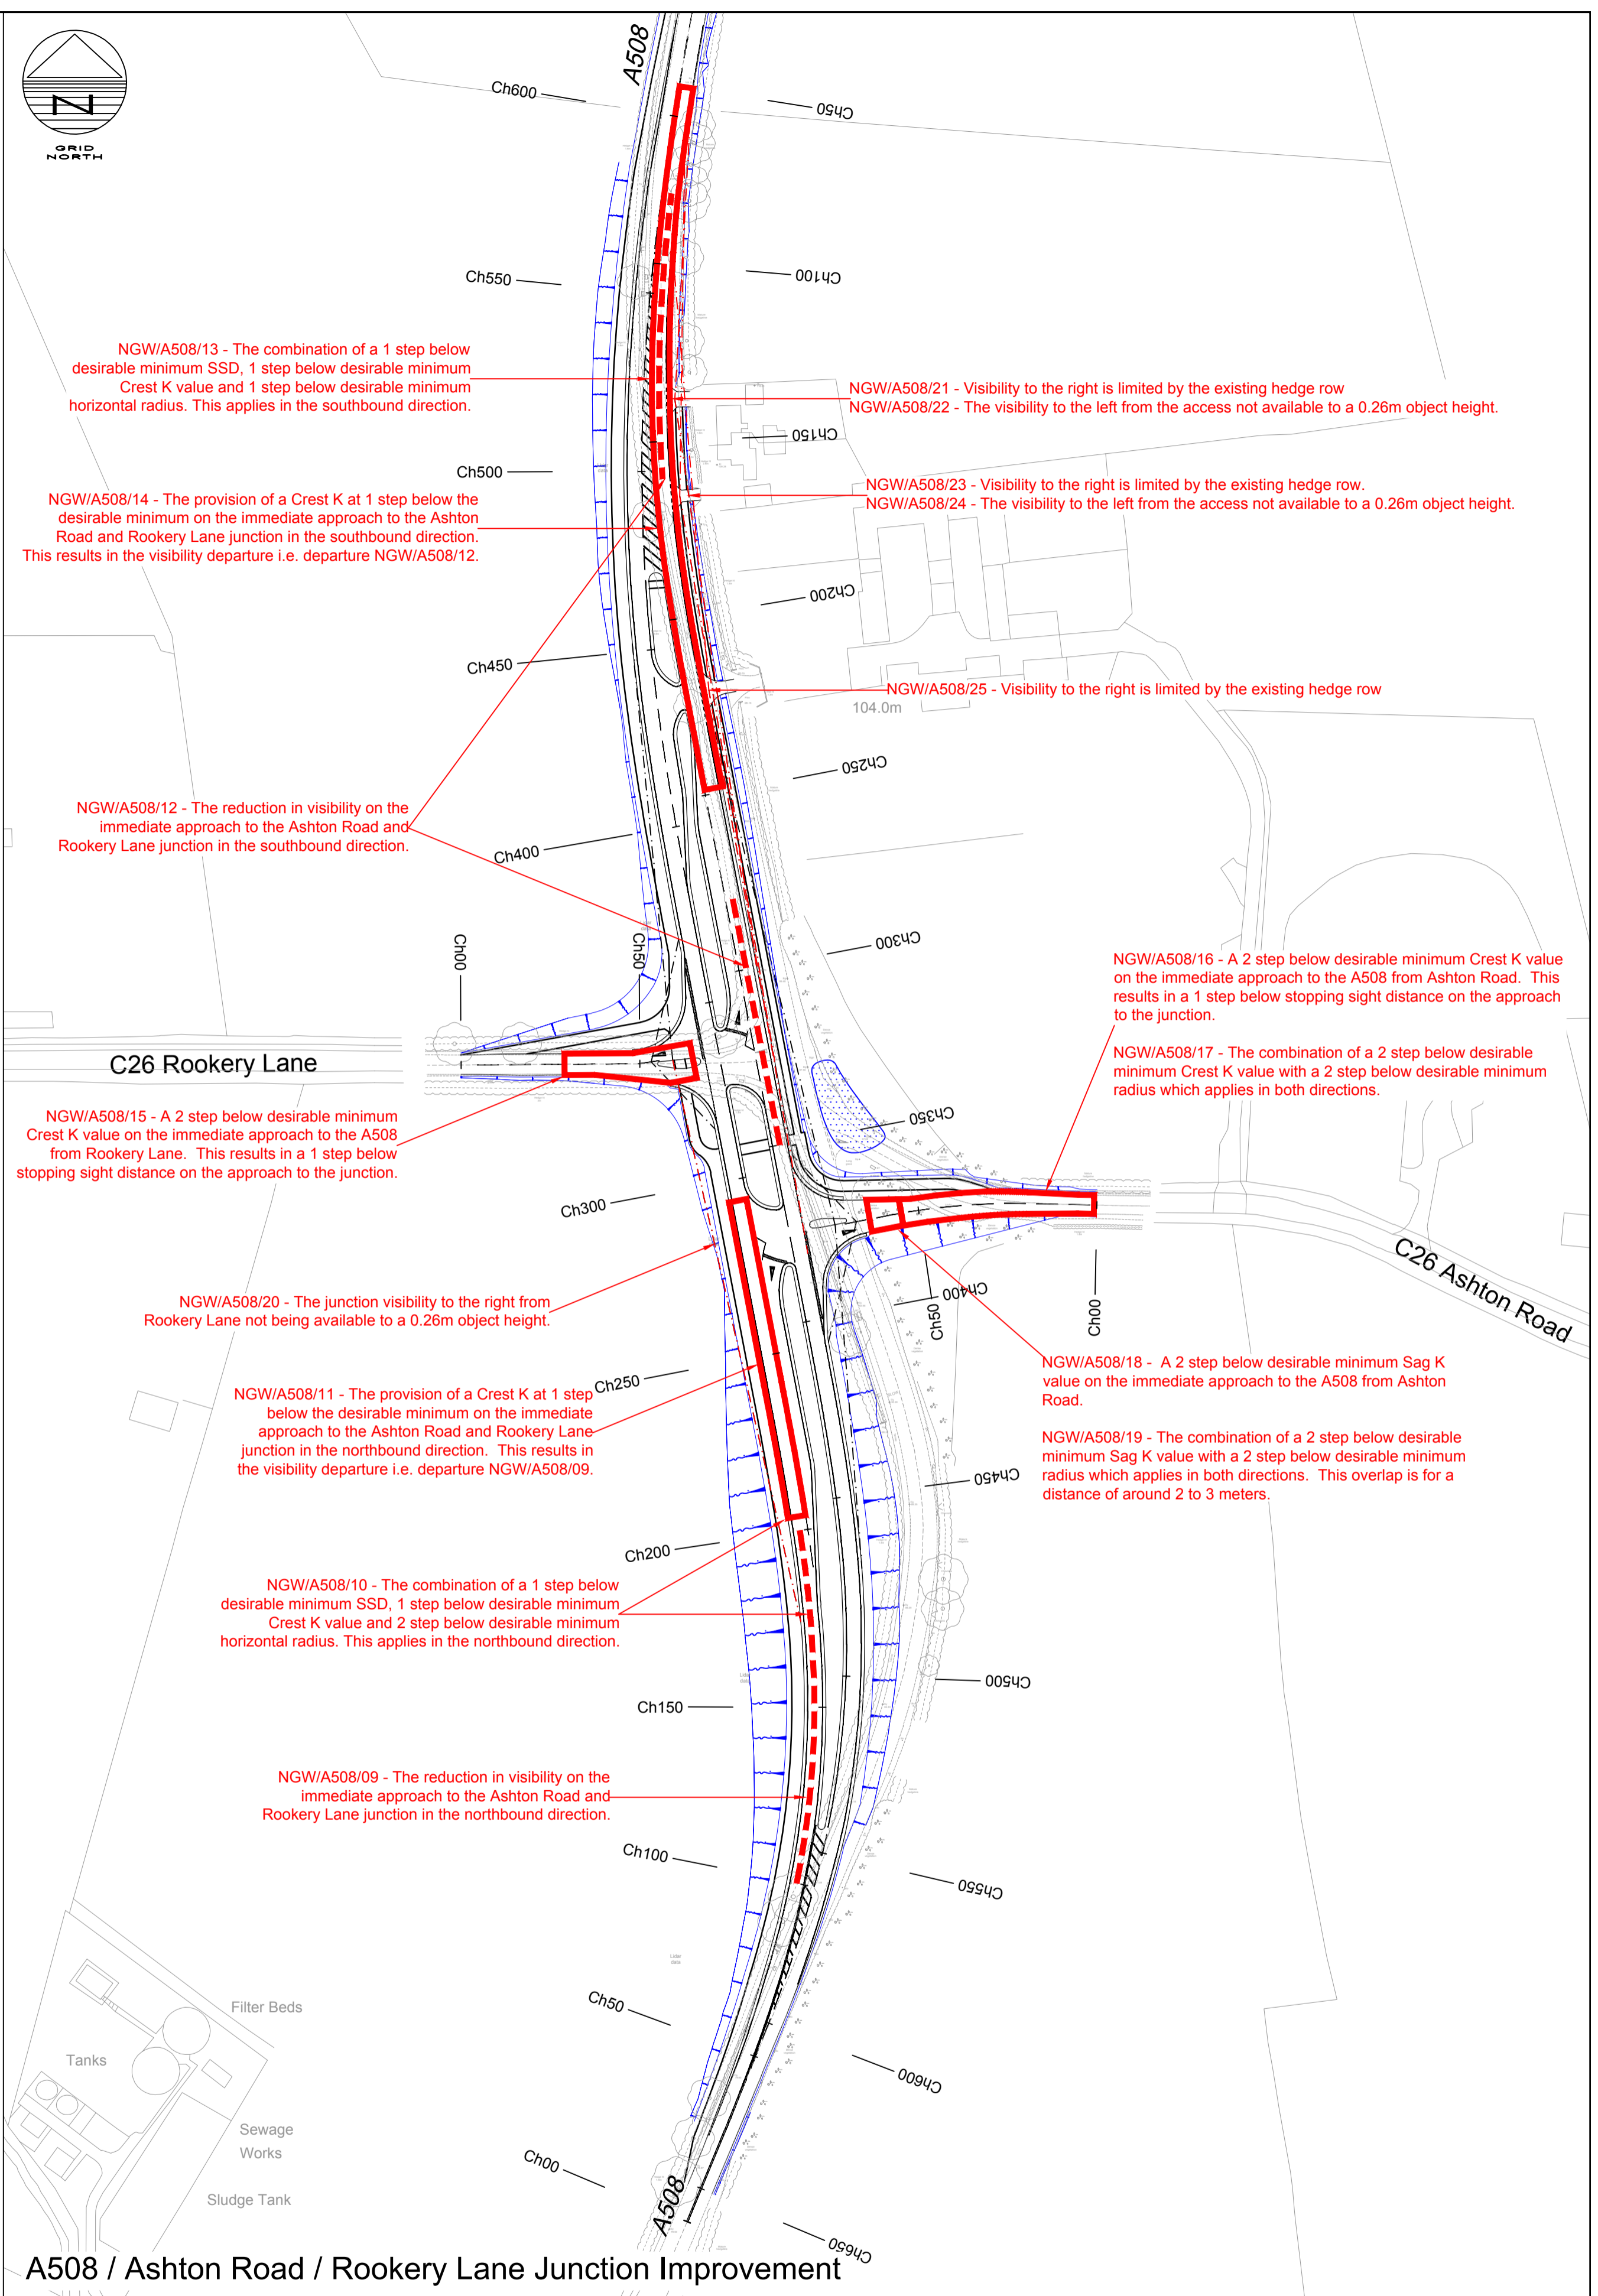 A508
GRID
NORTH
Ch600
Ch50
Ch550
Ch100
NGW/A508/13 - The combination of a 1 step below
desirable minimum SSD, 1 step below desirable minimum
Crest K value and 1 step below desirable minimum
horizontal radius. This applies in the southbound direction.
NGW/A508/21 - Visibility to the right is limited by the existing hedge row
NGW/A508/22 - The visibility to the left from the access not available to a 0.26m object height.
Ch150
Ch500
NGW/A508/23 - Visibility to the right is limited by the existing hedge row.
NGW/A508/24 - The visibility to the left from the access not available to a 0.26m object height.
NGW/A508/14 - The provision of a Crest K at 1 step below the
desirable minimum on the immediate approach to the Ashton
Road and Rookery Lane junction in the southbound direction.
This results in the visibility departure i.e. departure NGW/A508/12.
Ch200
Ch450
NGW/A508/25 - Visibility to the right is limited by the existing hedge row
104.0m
Ch250
NGW/A508/12 - The reduction in visibility on the
immediate approach to the Ashton Road and
Rookery Lane junction in the southbound direction.
Ch400
Ch300
Ch00
Ch50
NGW/A508/16 - A 2 step below desirable minimum Crest K value
on the immediate approach to the A508 from Ashton Road. This
results in a 1 step below stopping sight distance on the approach
to the junction.
NGW/A508/17 - The combination of a 2 step below desirable
minimum Crest K value with a 2 step below desirable minimum
radius which applies in both directions.
C26 Rookery Lane
NGW/A508/15 - A 2 step below desirable minimum
Crest K value on the immediate approach to the A508
from Rookery Lane. This results in a 1 step below
stopping sight distance on the approach to the junction.
Ch350
Ch300
C26 Ashton Road
Ch400
Ch50
Ch00
NGW/A508/20 - The junction visibility to the right from
Rookery Lane not being available to a 0.26m object height.
NGW/A508/18 - A 2 step below desirable minimum Sag K
value on the immediate approach to the A508 from Ashton
Road.
NGW/A508/19 - The combination of a 2 step below desirable
minimum Sag K value with a 2 step below desirable minimum
radius which applies in both directions. This overlap is for a
distance of around 2 to 3 meters.
Ch250
NGW/A508/11 - The provision of a Crest K at 1 step
below the desirable minimum on the immediate
approach to the Ashton Road and Rookery Lane
junction in the northbound direction. This results in
the visibility departure i.e. departure NGW/A508/09.
Ch450
Ch200
NGW/A508/10 - The combination of a 1 step below
desirable minimum SSD, 1 step below desirable minimum
Crest K value and 2 step below desirable minimum
horizontal radius. This applies in the northbound direction.
Ch500
Ch150
NGW/A508/09 - The reduction in visibility on the
immediate approach to the Ashton Road and
Rookery Lane junction in the northbound direction.
Ch100
Ch550
Ch50
Filter Beds
Tanks
Ch600
Sewage
Works
Ch00
Sludge Tank
A508
Ch650
A508 / Ashton Road / Rookery Lane Junction Improvement